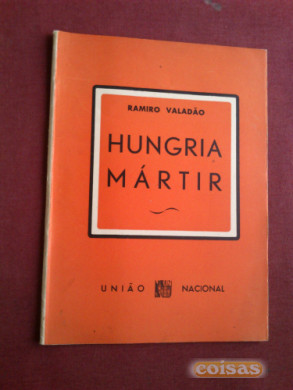 RAMIRO VALADÃO
HUNGRIA
MÁRTIR
UNIÃO NACIONAL
coisas